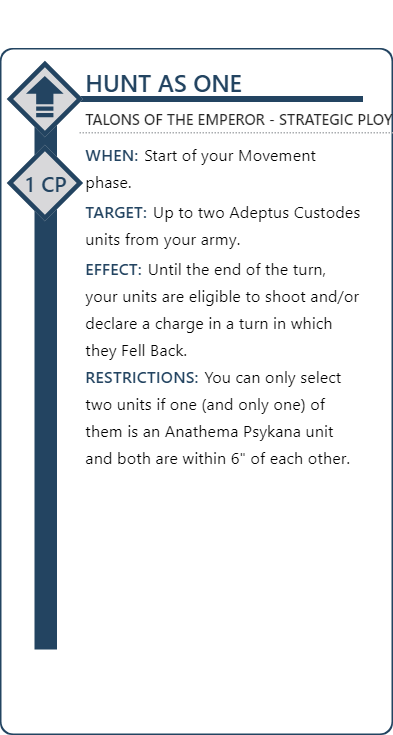 HUNT AS ONE
TALONS OF THE EMPEROR - STRATEGIC PLOY
1 CP
WHEN: Start of your Movement
phase.
TARGET: Up to two Adeptus Custodes
units from your army.
EFFECT: Until the end of the turn,
your units are eligible to shoot and/or
declare a charge in a turn in which
they Fell Back.
RESTRICTIONS: You can only select
two units if one (and only one) of
them is an Anathema Psykana unit
and both are within 6" of each other.